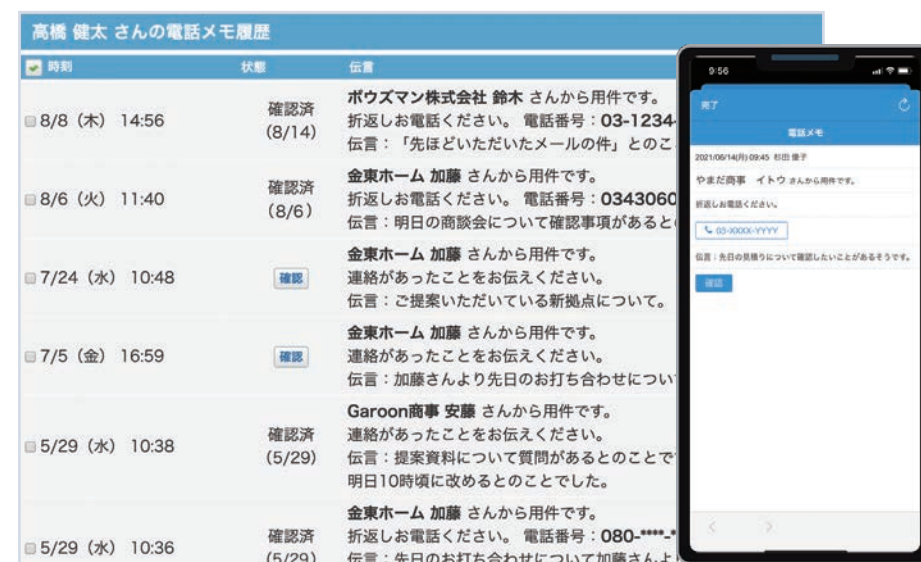 高橋 健太 さんの電話メモ履歴
時刻 状態 伝言
8/8（木） 14:56
確認済
(8/14)
ボウズマン株式会社 鈴木 さんから用件です。
折返しお電話ください。 電話番号：03-1234-
伝言：「先ほどいただいたメールの件」とのこ
8/6（火） 11:40
確認済
(8/6)
金東ホーム 加藤 さんから用件です。
折返しお電話ください。 電話番号：0343060
伝言：明日の商談会について確認事項があると
7/24（水） 10:48
確認
金東ホーム 加藤 さんから用件です。
連絡があったことをお伝えください。
伝言：ご提案いただいている新拠点について。
7/5（金） 16:59
確認
金東ホーム 加藤 さんから用件です。
連絡があったことをお伝えください。
伝言：加藤さんより先日のお打ち合わせについ
5/29（水） 10:38
確認済
(5/29)
Garoon商事 安藤 さんから用件です。
連絡があったことをお伝えください。
伝言：提案資料について質問があるとのことで
明日10時頃に改めるとのことでした。
5/29（水） 10:36
確認済
(5/29)
金東ホーム 加藤 さんから用件です。
折返しお電話ください。 電話番号：080-****-*
伝言：先日のお打ち合わせについて加藤さんよ
9:56
完了
電話メモ
2021/06/14(月) 09:45 杉田 優子
やまだ商事 イトウ さんから用件です。
折返しお電話ください。
03-XXXX-YYYY
伝言：先日の見積りについて確認したいことがあるそうです。
確認